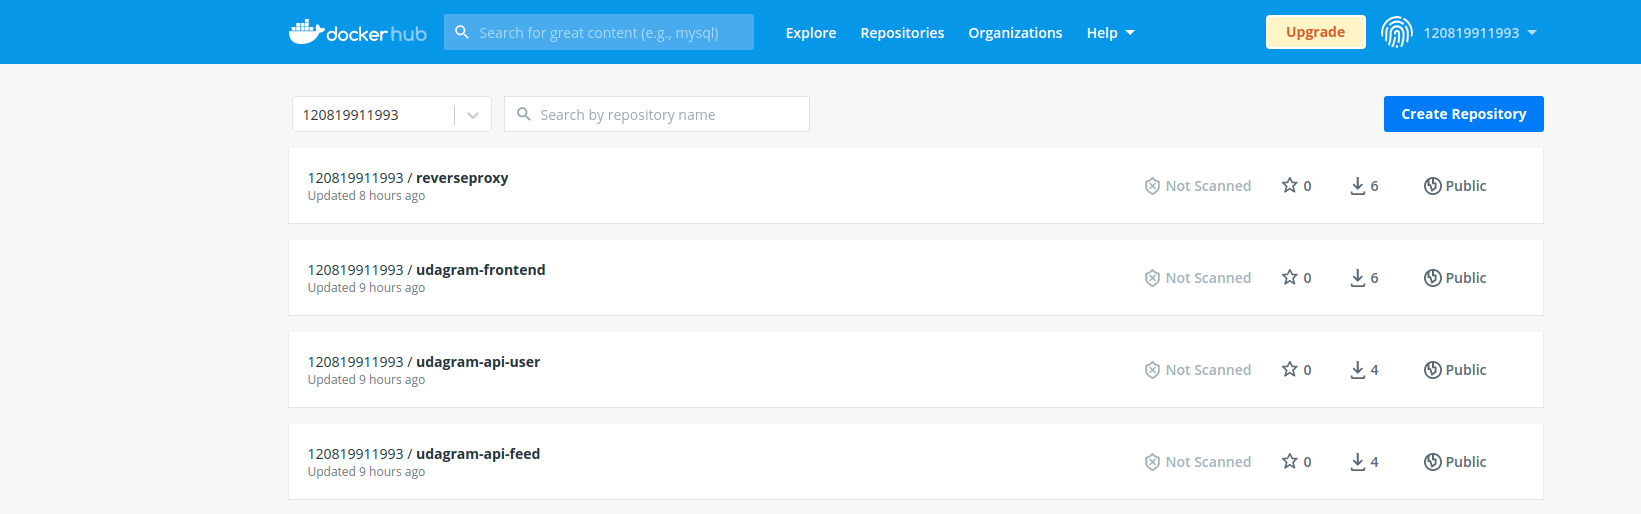 docker hub Search for great content (e.g., mysql) Explore Repositories Organizations Help Upgrade 120819911993
120819911993 Search by repository name Create Repository
120819911993 / reverseproxy
Updated 8 hours ago
Not Scanned 0 6 Public
120819911993 / udagram-frontend
Updated 9 hours ago
Not Scanned 0 6 Public
120819911993 / udagram-api-user
Updated 9 hours ago
Not Scanned 0 4 Public
120819911993 / udagram-api-feed
Updated 9 hours ago
Not Scanned 0 4 Public